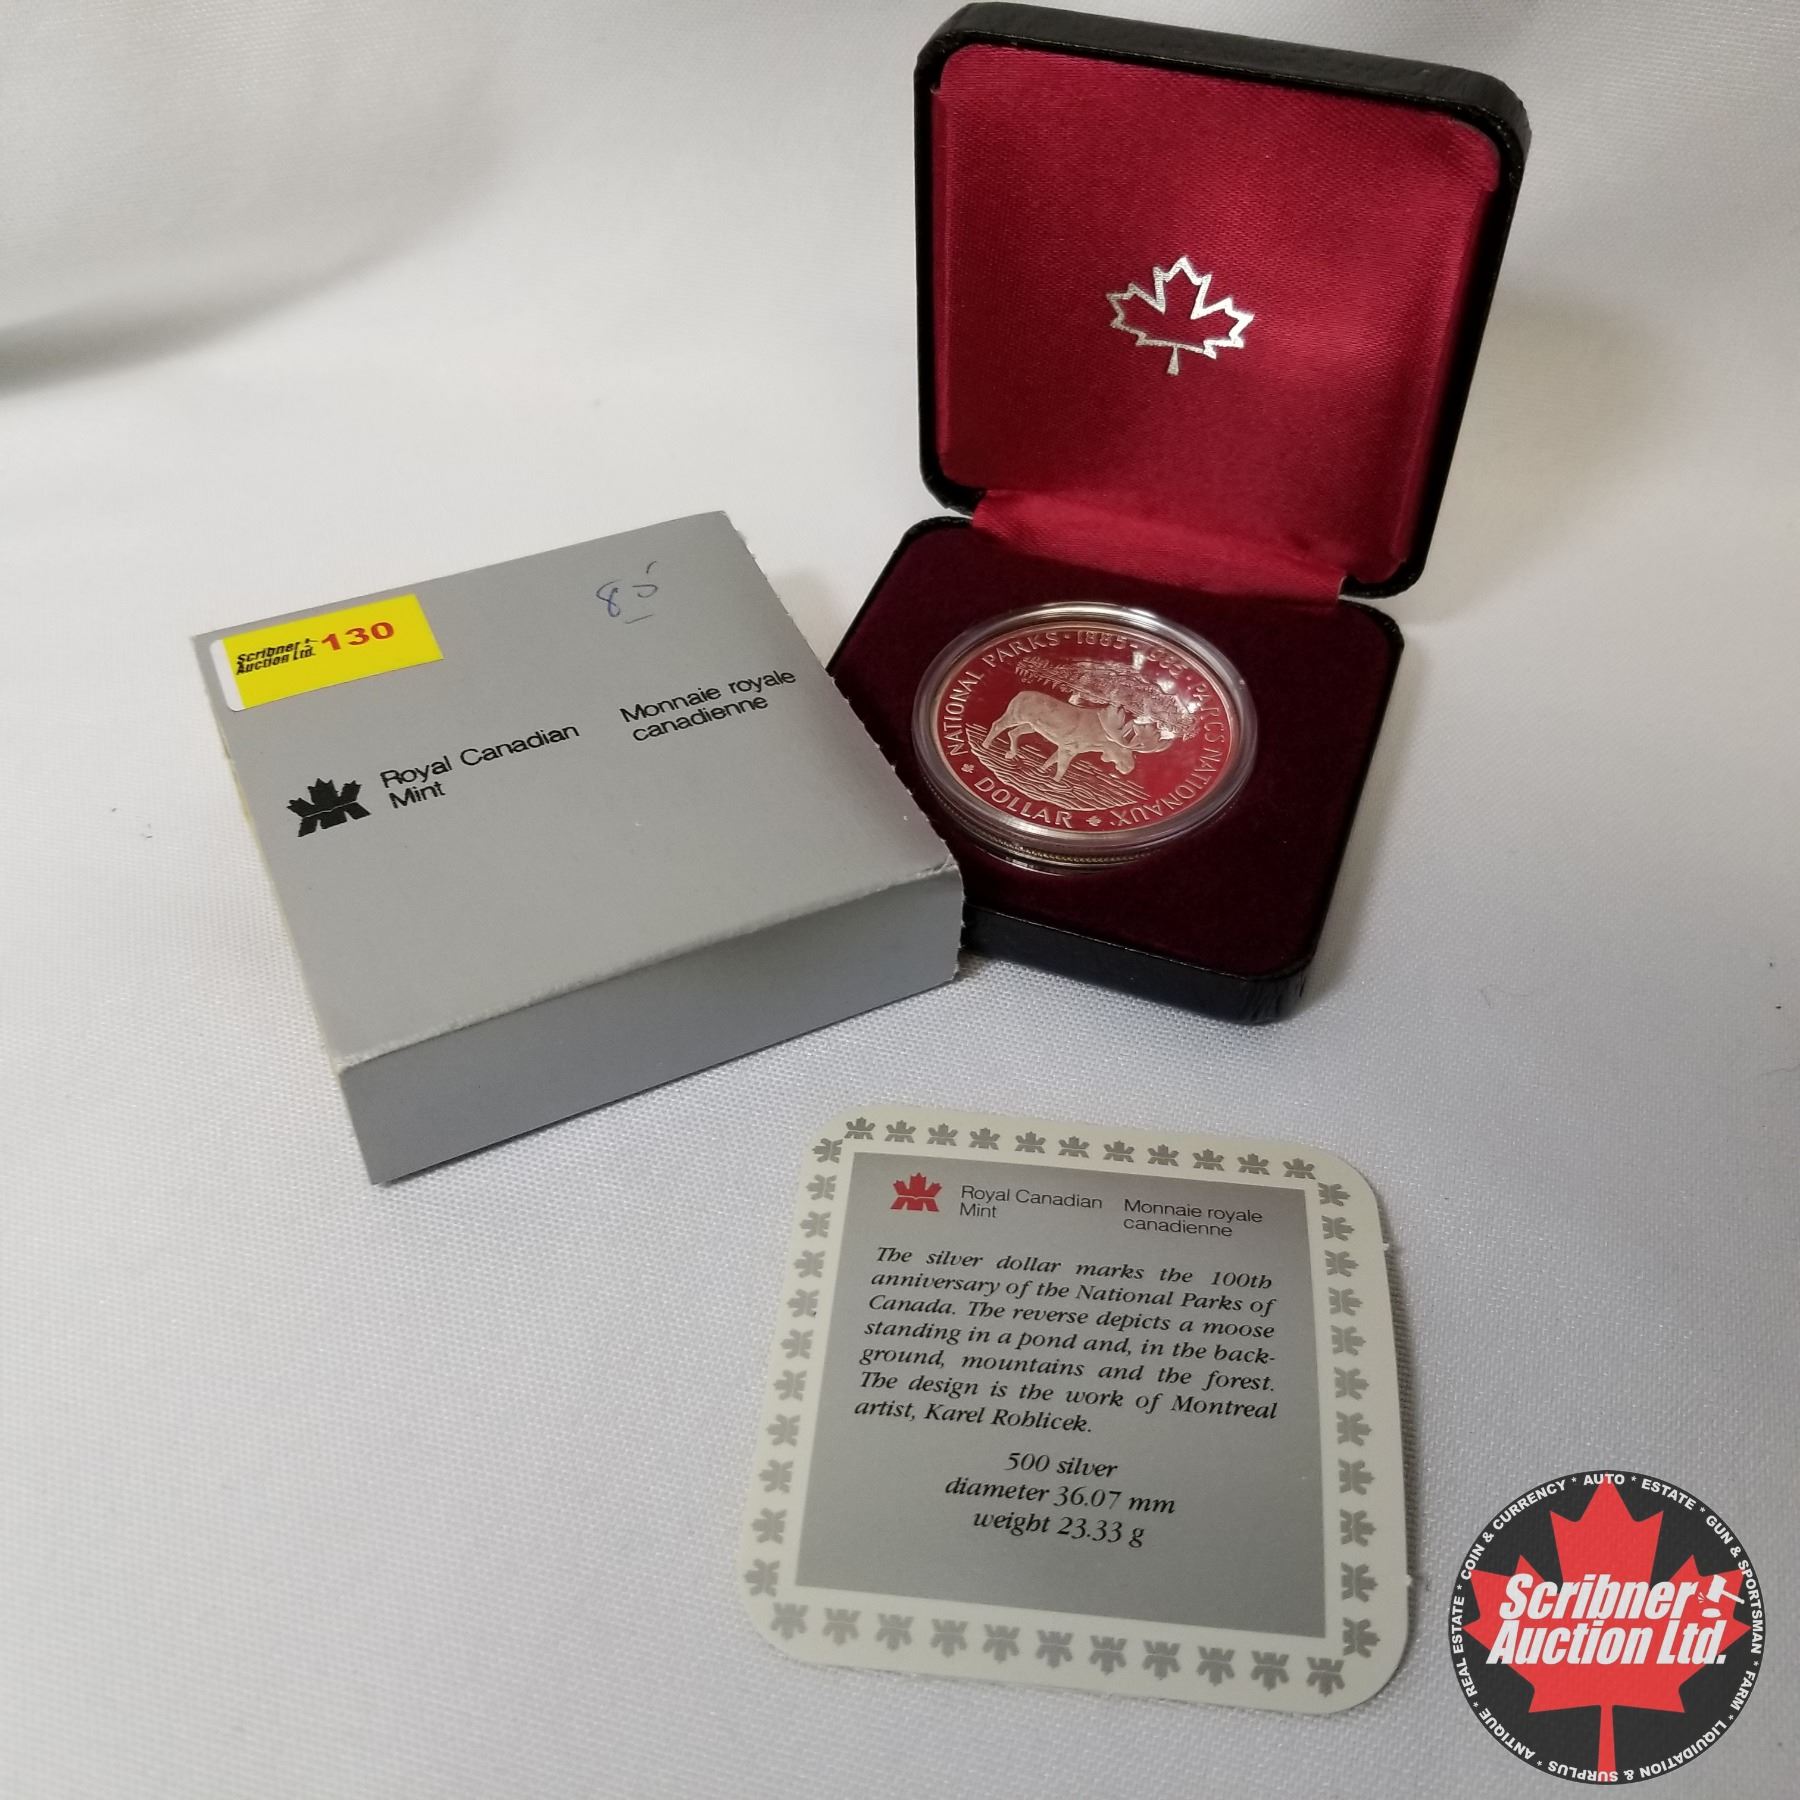 Scribner
Auction Ltd.
130
85
Royal Canadian
Mint
Monnaie royale
canadienne
NATIONAL PARKS · 1885-1985 · PARCS NATIONAUX
DOLLAR
Royal Canadian
Mint
Monnaie royale
canadienne
The silver dollar marks the 100th
anniversary of the National Parks of
Canada. The reverse depicts a moose
standing in a pond and, in the back-
ground, mountains and the forest.
The design is the work of Montreal
artist, Karel Rohlicek.
500 silver
diameter 36.07 mm
weight 23.33 g
COIN & CURRENCY * AUTO * ESTATE * GUN & SPORTSMAN * FARM * LIQUIDATION & SURPLUS * ANTIQUE * REAL ESTATE *
Scribner
Auction Ltd.